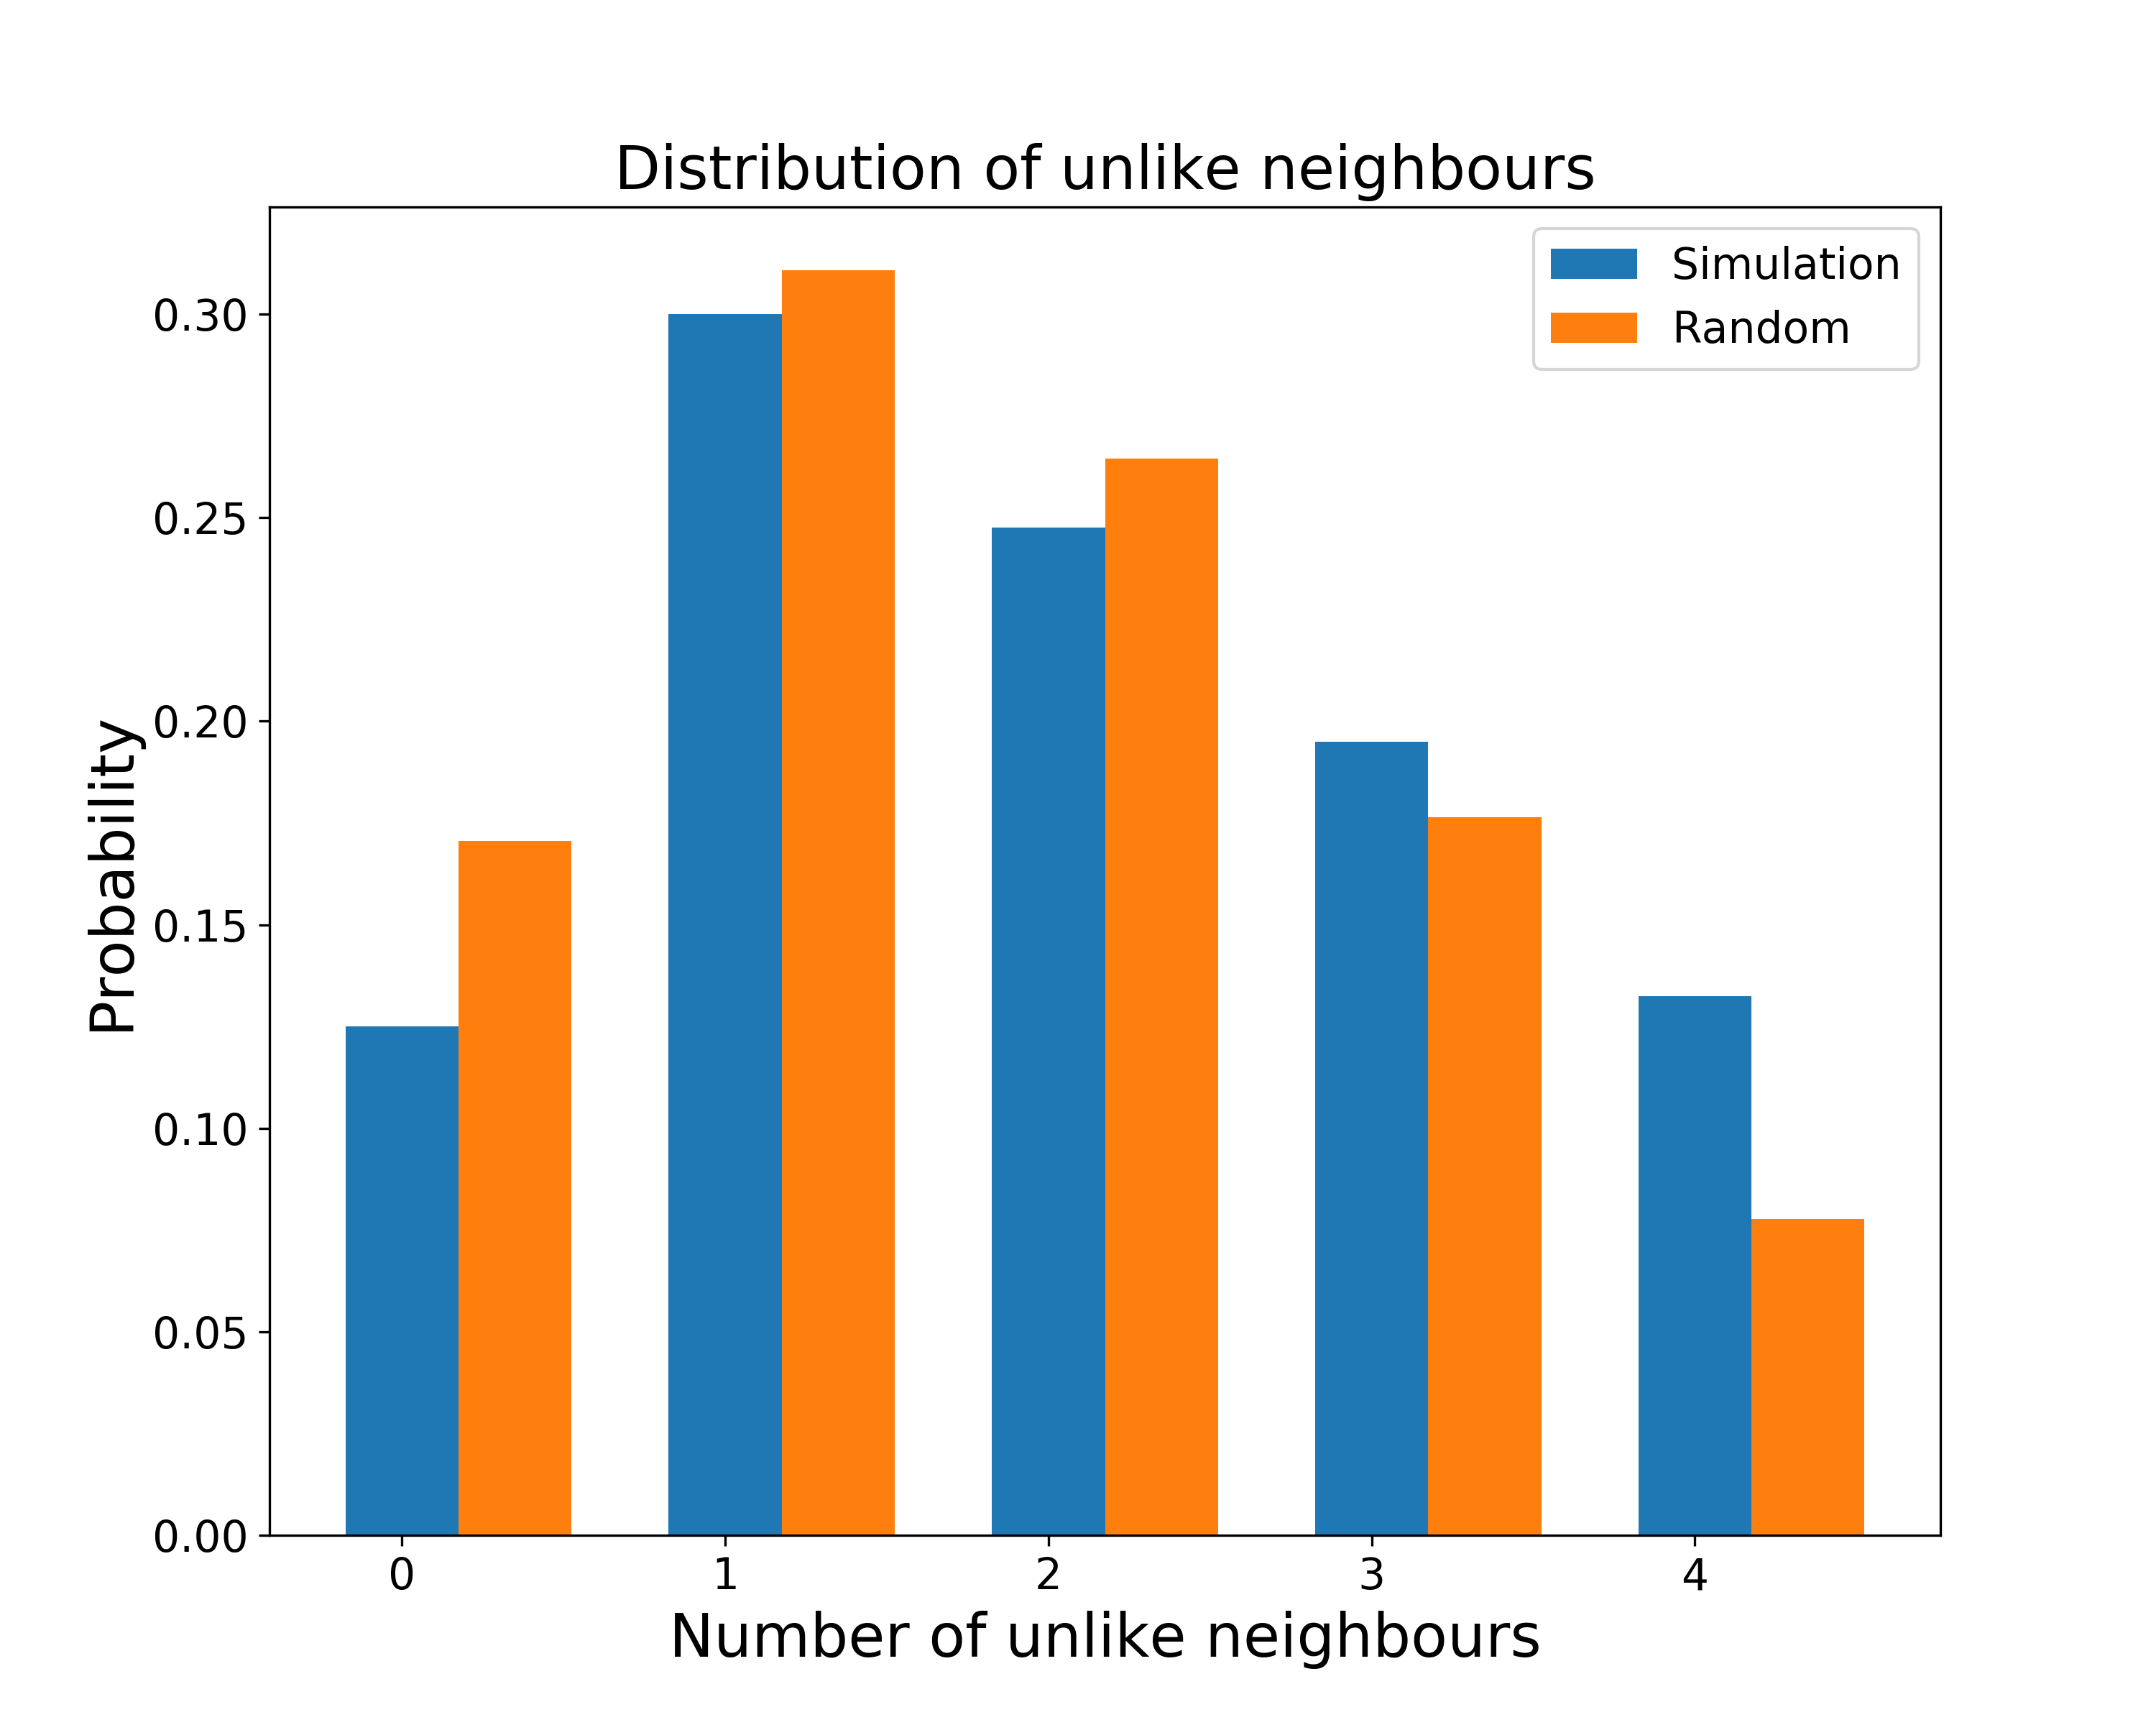 Distribution of unlike neighbours
Simulation
Random
0.30
0.25
0.20
0.15
0.10
0.05
0.00
Probability
0 1 2 3 4
Number of unlike neighbours